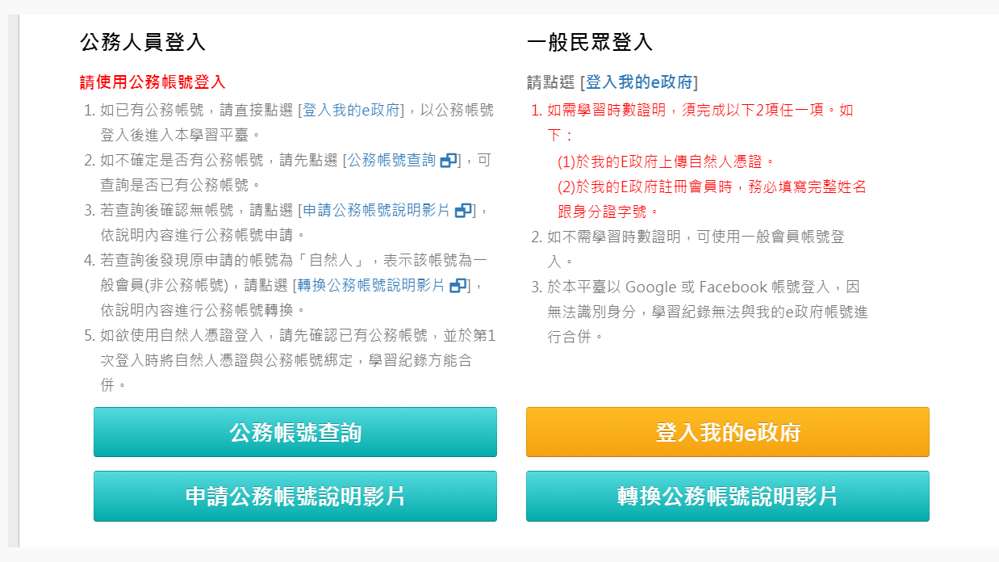 公務人員登入
請使用公務帳號登入
1. 如已有公務帳號，請直接點選 [登入我的e政府]，以公務帳號
登入後進入本學習平臺。
2. 如不確定是否有公務帳號，請先點選 [公務帳號查詢]，可
查詢是否已有公務帳號。
3. 若查詢後確認無帳號，請點選 [申請公務帳號說明影片]，
依說明內容進行公務帳號申請。
4. 若查詢後發現原申請的帳號為「自然人」，表示該帳號為一
般會員(非公務帳號)，請點選 [轉換公務帳號說明影片]，
依說明內容進行公務帳號轉換。
5. 如欲使用自然人憑證登入，請先確認已有公務帳號，並於第1
次登入時將自然人憑證與公務帳號綁定，學習紀錄方能合
併。
公務帳號查詢
申請公務帳號說明影片
一般民眾登入
請點選 [登入我的e政府]
1. 如需學習時數證明，須完成以下2項任一項。如
下：
(1)於我的E政府上傳自然人憑證。
(2)於我的E政府註冊會員時，務必填寫完整姓名
跟身分證字號。
2. 如不需學習時數證明，可使用一般會員帳號登
入。
3. 於本平臺以 Google 或 Facebook 帳號登入，因
無法識別身分，學習紀錄無法與我的e政府帳號進
行合併。
登入我的e政府
轉換公務帳號說明影片